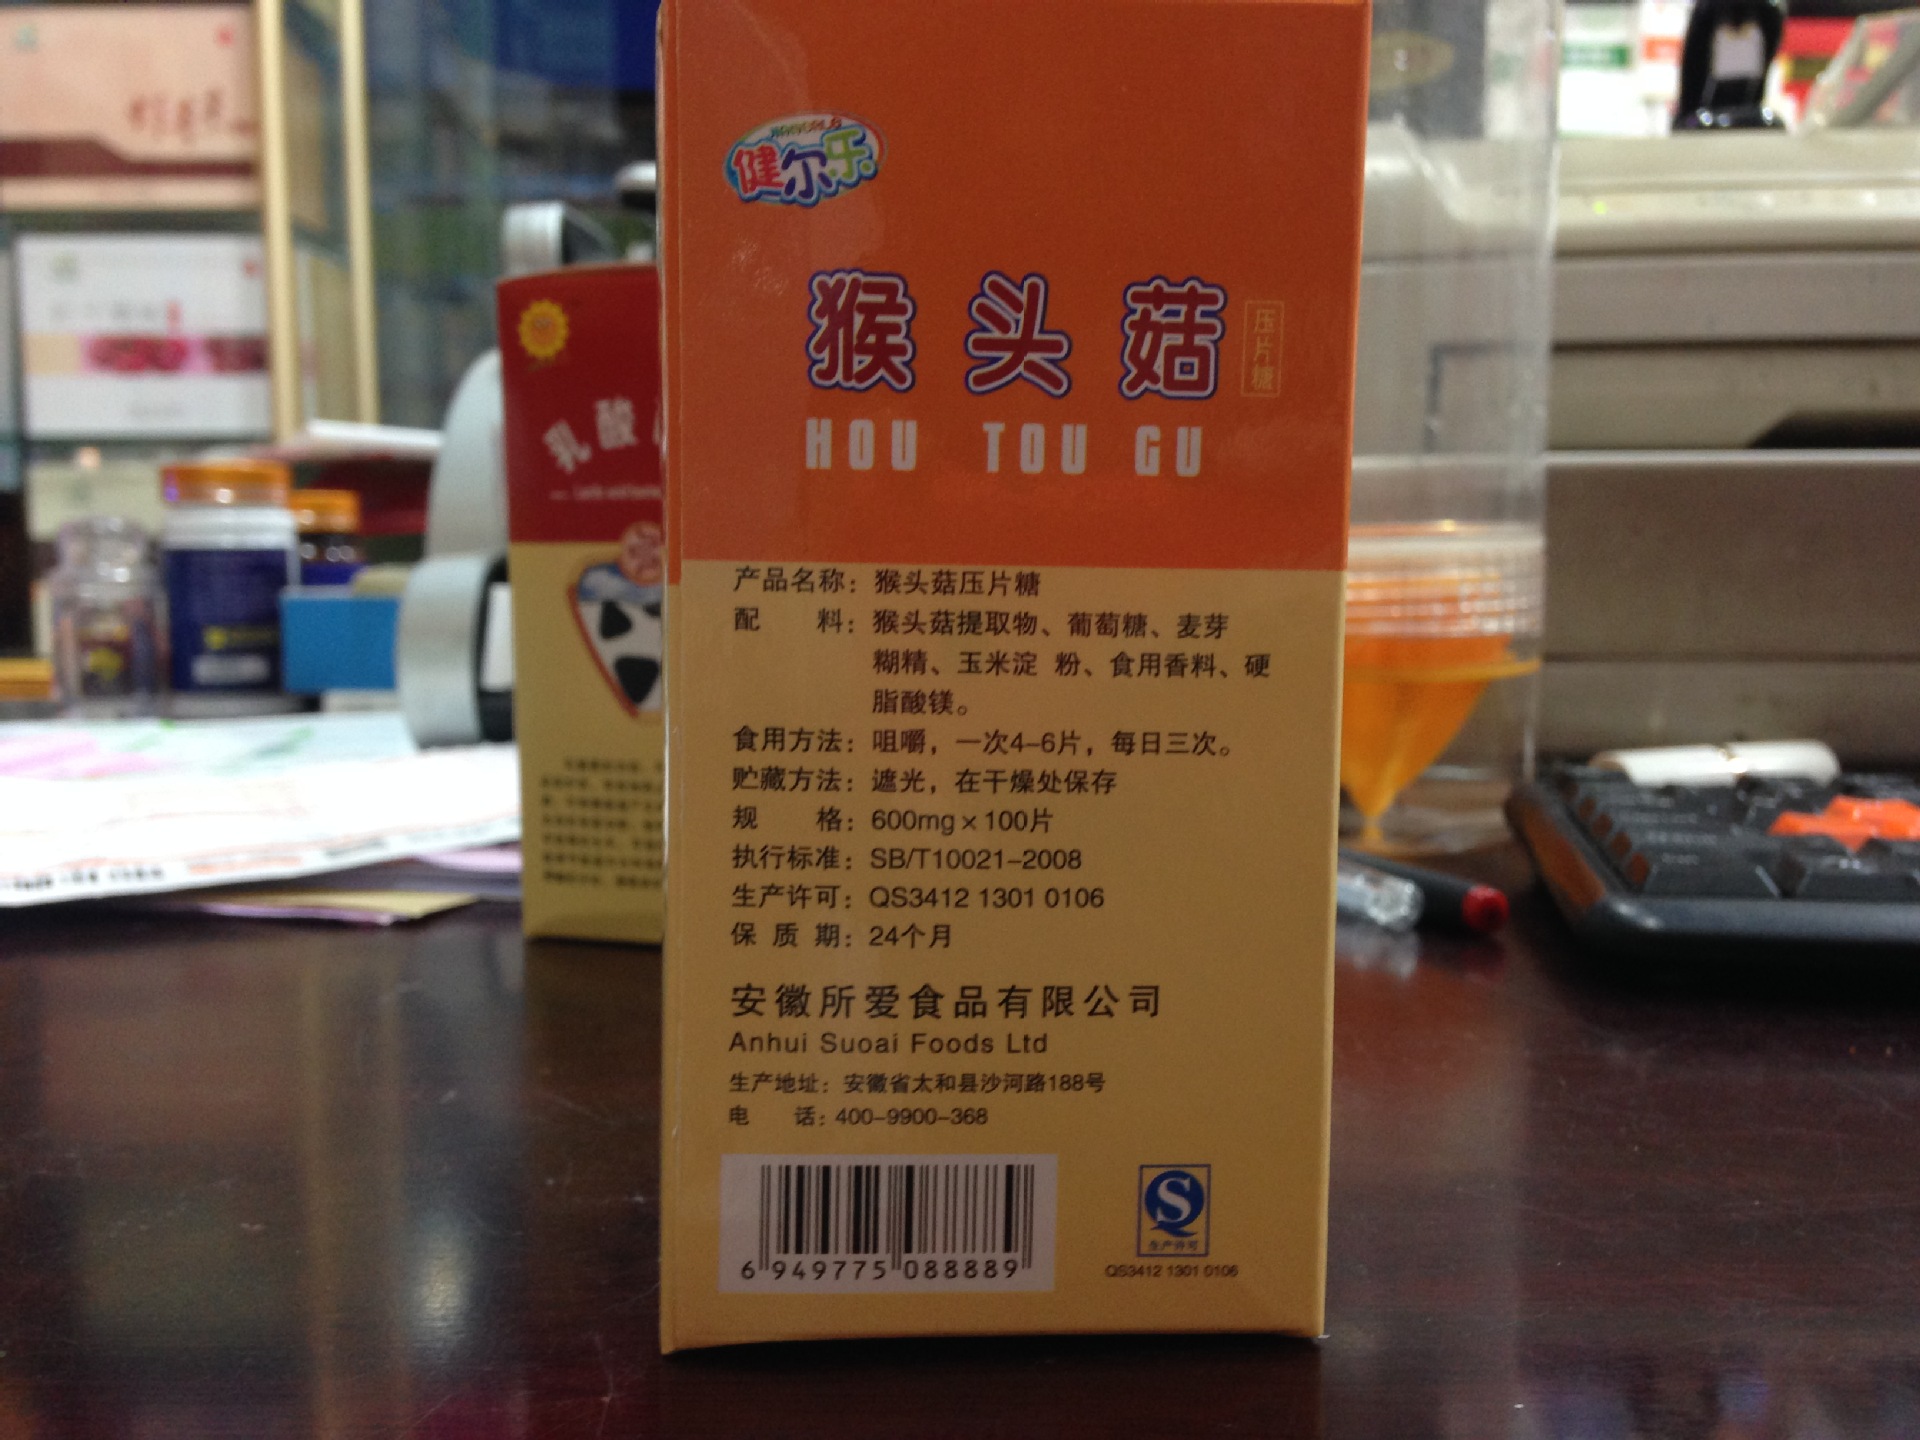 健尔乐
猴头菇
压片糖
HOU TOU GU
产品名称：猴头菇压片糖
配 料：猴头菇提取物、葡萄糖、麦芽
糊精、玉米淀 粉、食用香料、硬
脂酸镁。
食用方法：咀嚼，一次4-6片，每日三次。
贮藏方法：遮光，在干燥处保存
规 格：600mg×100片
执行标准：SB/T10021-2008
生产许可：QS3412 1301 0106
保 质 期：24个月
安徽所爱食品有限公司
Anhui Suoai Foods Ltd
生产地址：安徽省太和县沙河路188号
电 话：400-9900-368
6 949775 088889
S
生产许可
QS3412 1301 0106
乳酸